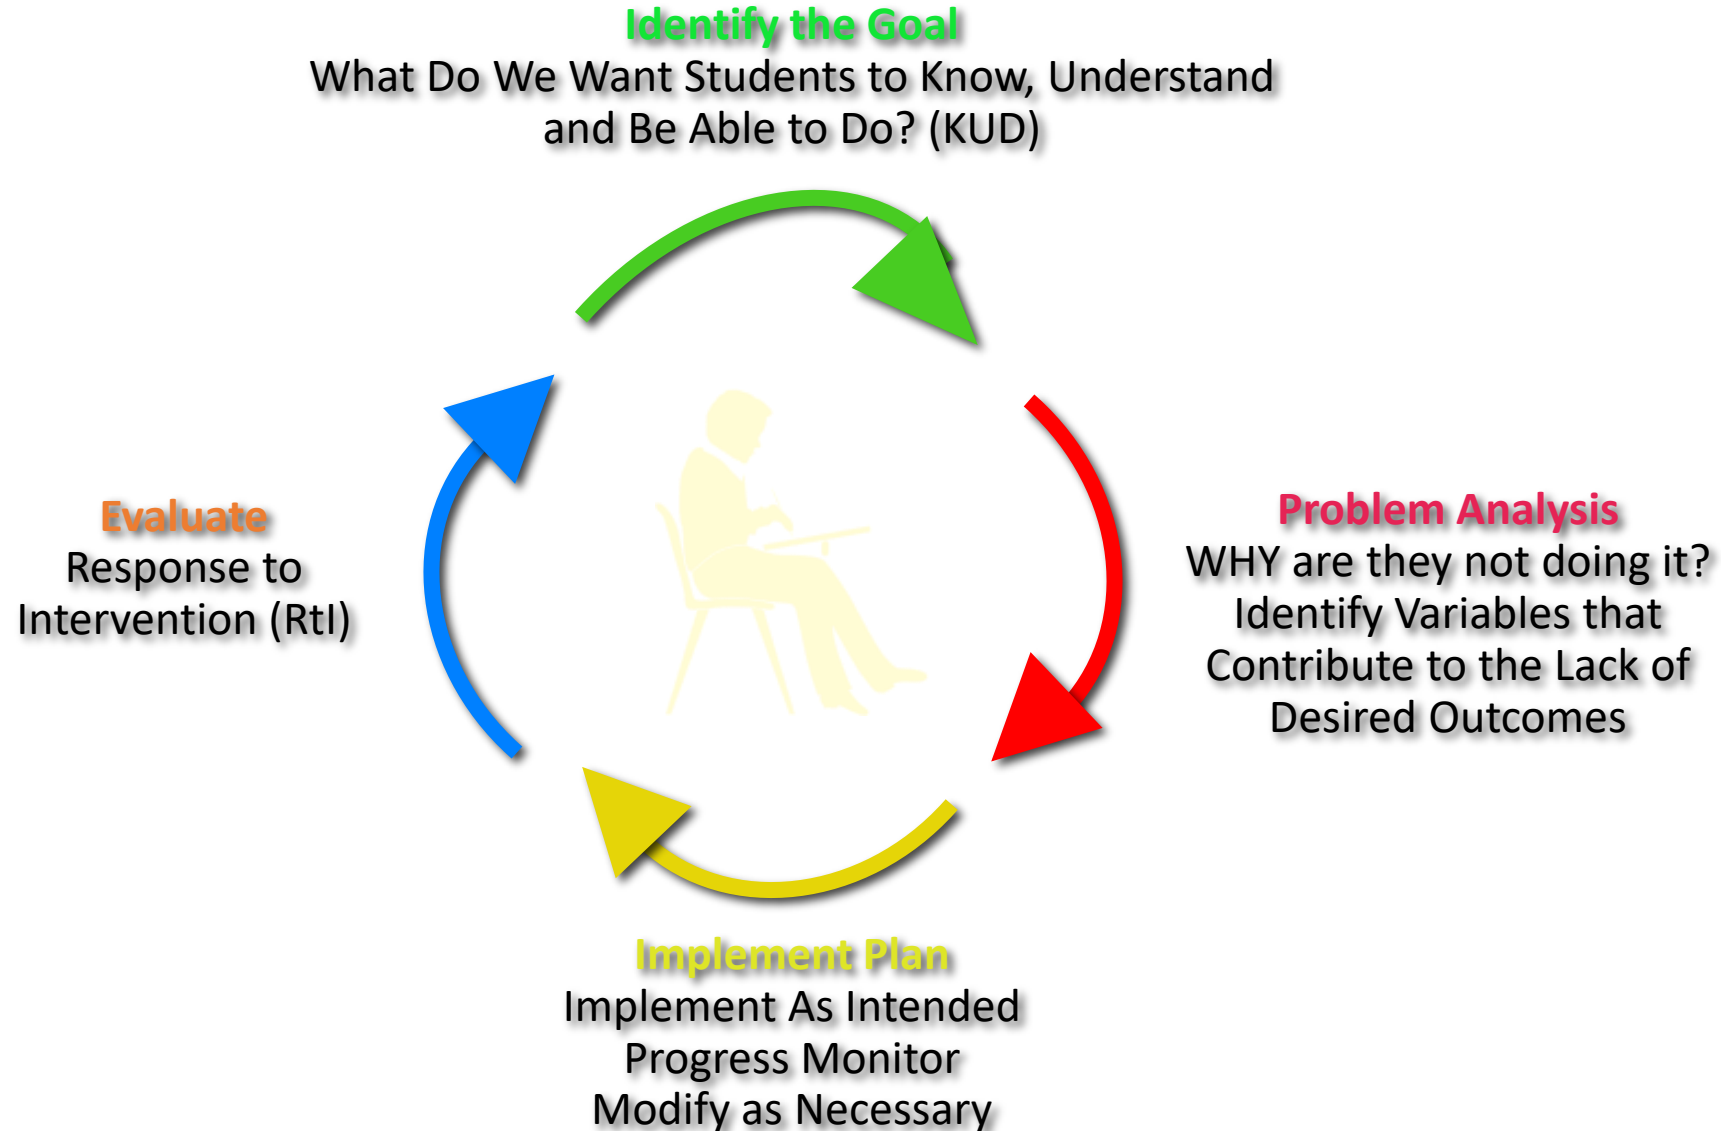 Identify the Goal
What Do We Want Students to Know, Understand
and Be Able to Do? (KUD)
Problem Analysis
WHY are they not doing it?
Identify Variables that
Contribute to the Lack of
Desired Outcomes
Implement Plan
Implement As Intended
Progress Monitor
Modify as Necessary
Evaluate
Response to
Intervention (RtI)